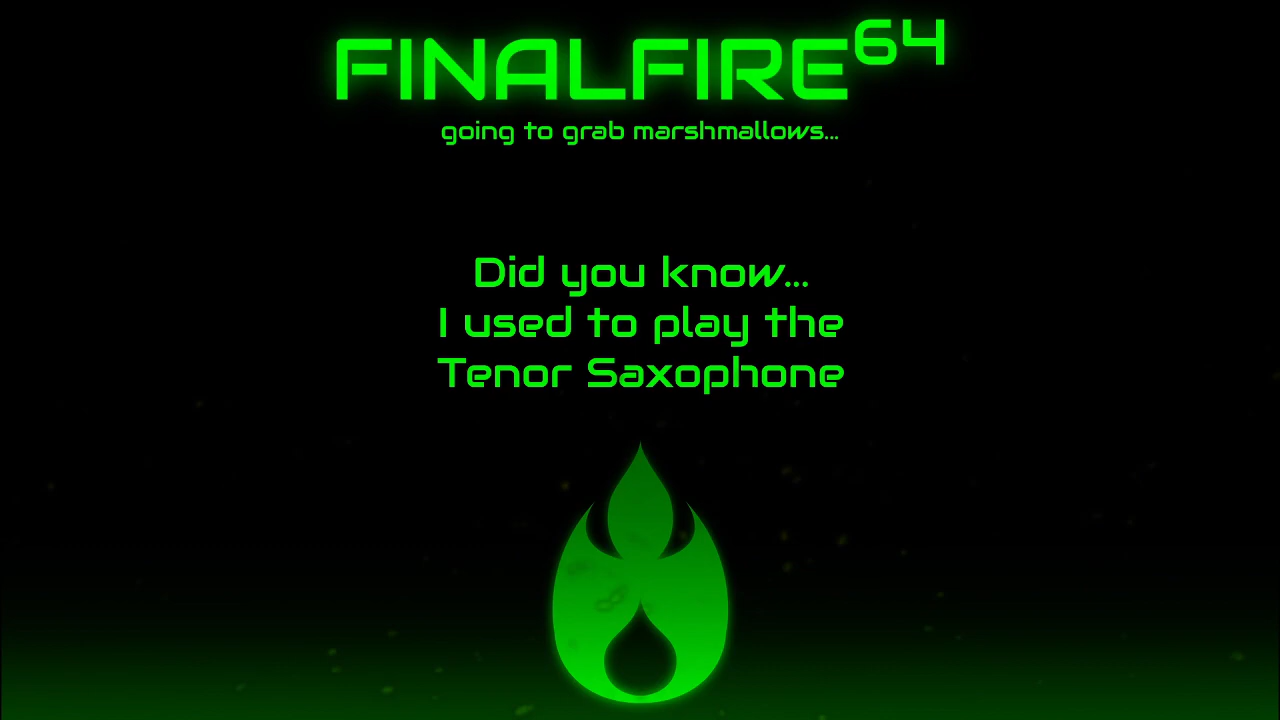 FINALFIRE64
going to grab marshmallows...
Did you know...
I used to play the
Tenor Saxophone